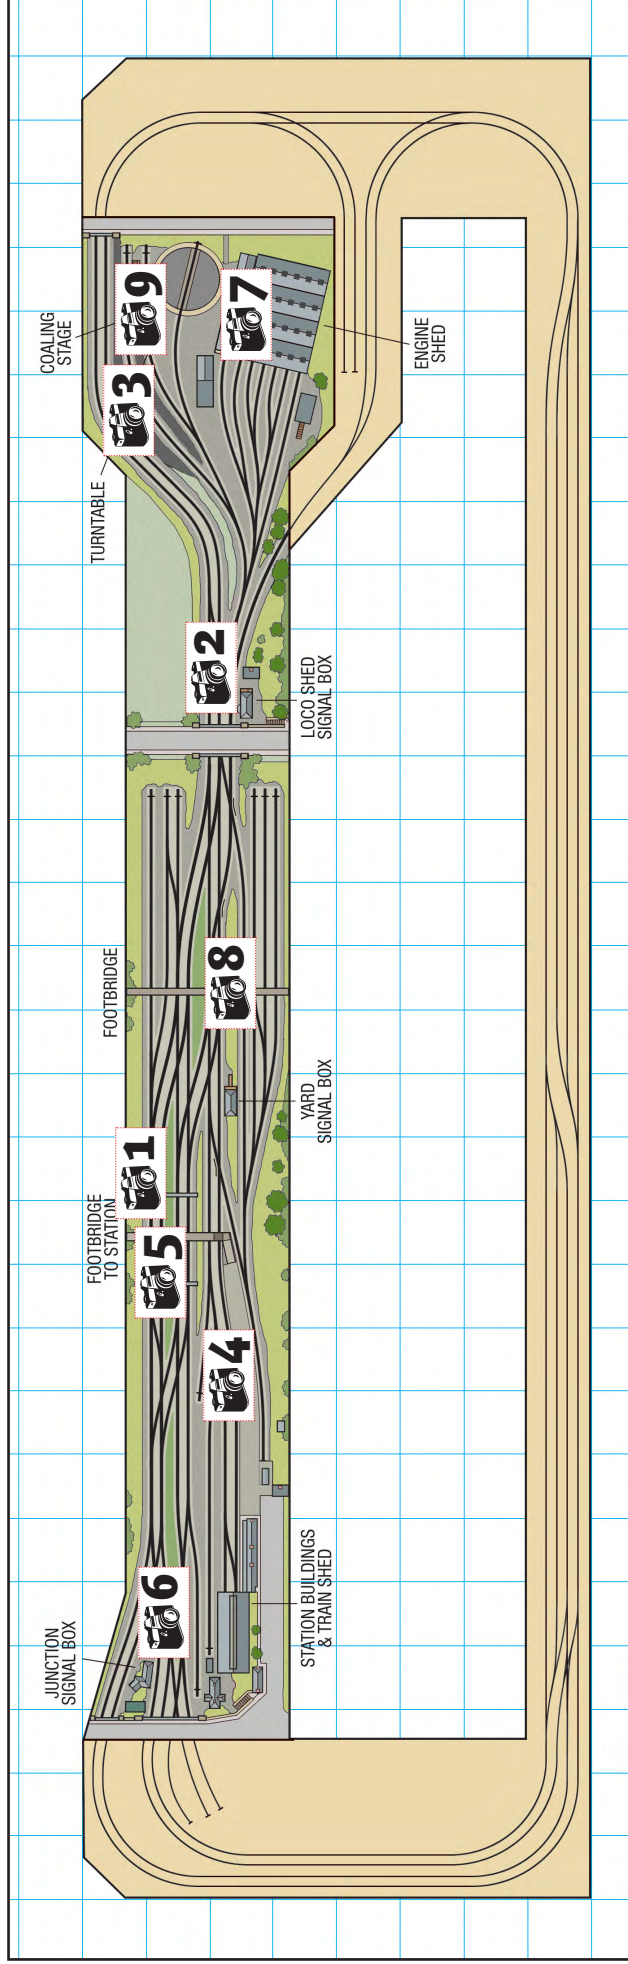 COALING
STAGE
9
7
3
ENGINE
SHED
TURNTABLE
2
LOCO SHED
SIGNAL BOX
FOOTBRIDGE
8
YARD
SIGNAL BOX
1
FOOTBRIDGE
TO STATION
5
4
STATION BUILDINGS
& TRAIN SHED
6
JUNCTION
SIGNAL BOX